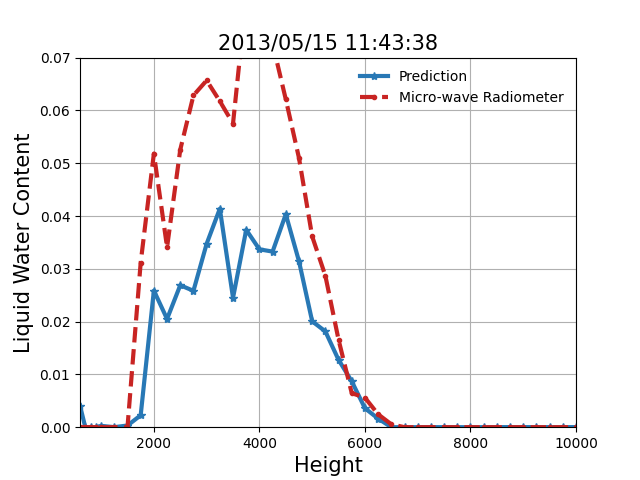 2013/05/15 11:43:38
Prediction
Micro-wave Radiometer
Liquid Water Content
0.07
0.06
0.05
0.04
0.03
0.02
0.01
0.00
2000 4000 6000 8000 10000
Height